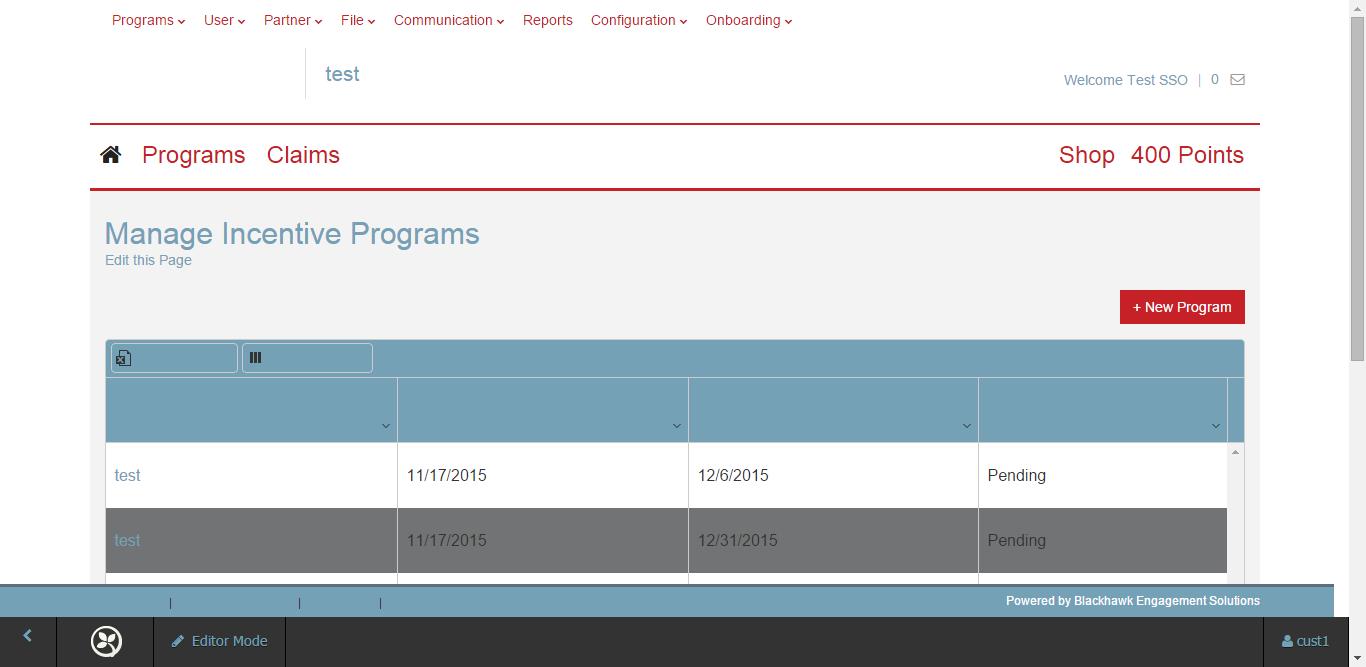 Programs User Partner File Communication Reports Configuration Onboarding
test
Welcome Test SSO | 0
Programs Claims Shop 400 Points
Manage Incentive Programs
Edit this Page
+ New Program
test 11/17/2015 12/6/2015 Pending
test 11/17/2015 12/31/2015 Pending
| | | Powered by Blackhawk Engagement Solutions
Editor Mode cust1